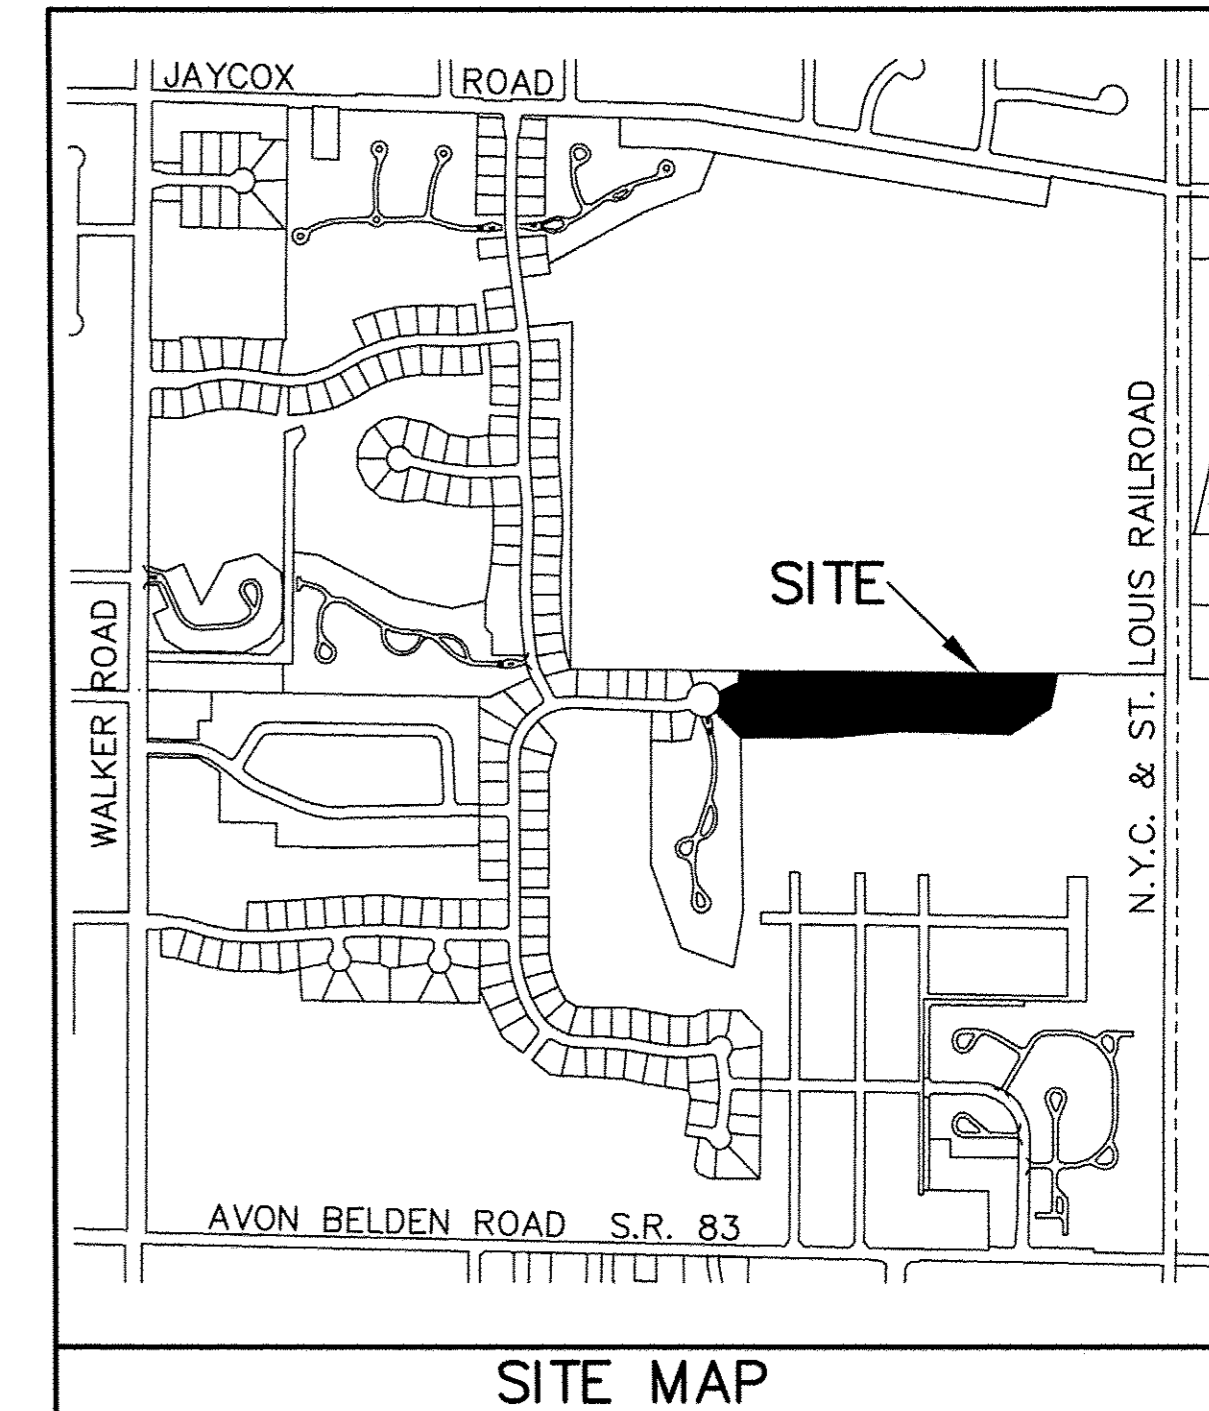 JAYCOX ROAD
N.Y.C. & ST. LOUIS RAILROAD
SITE
WALKER ROAD
AVON BELDEN ROAD S.R. 83
SITE MAP